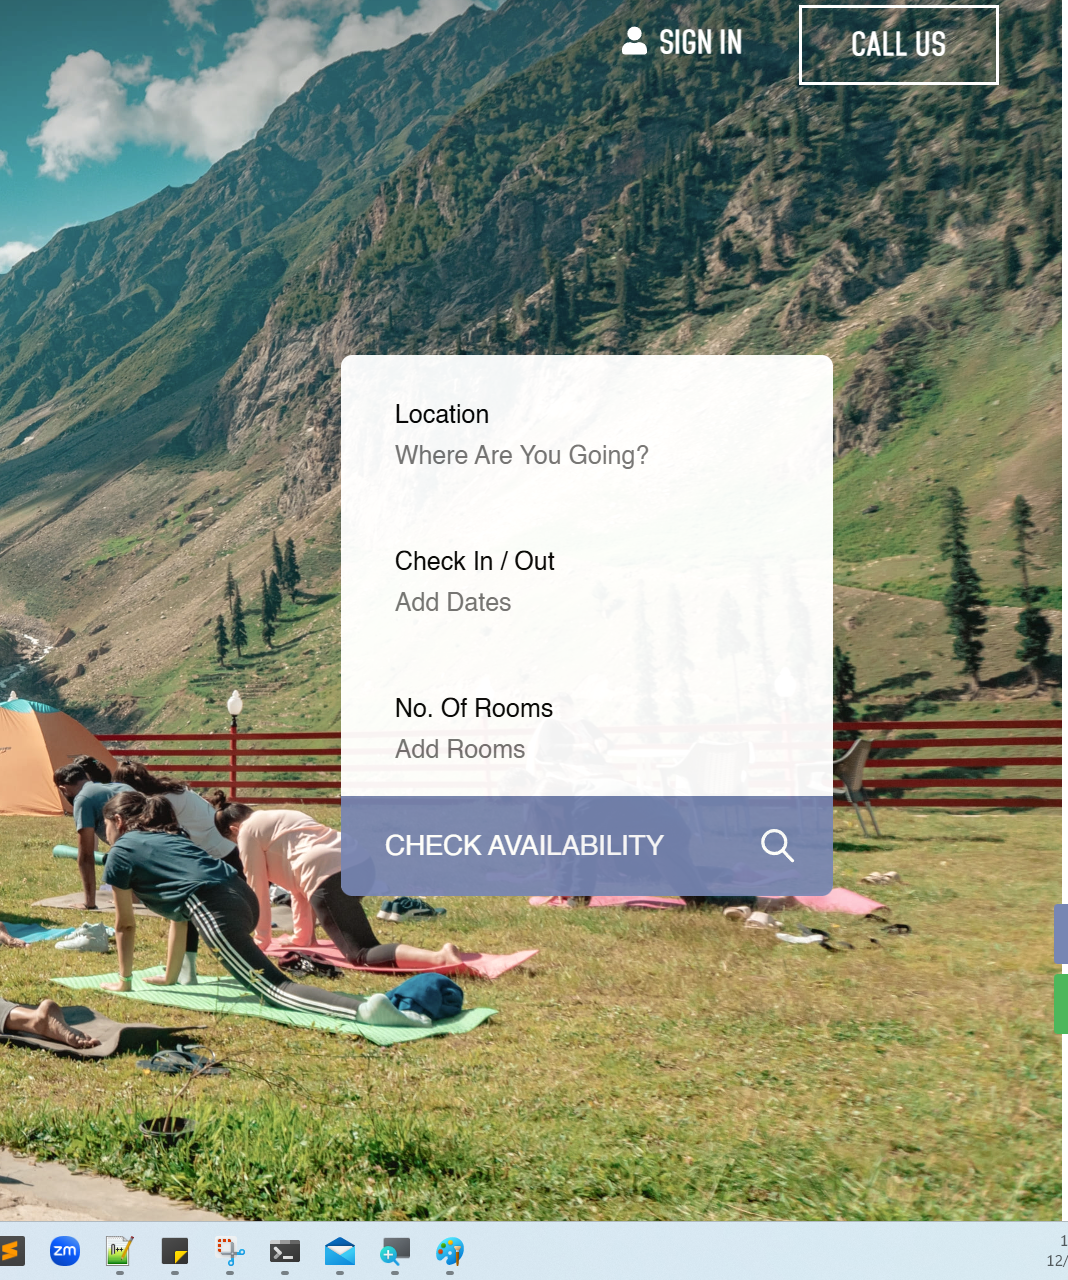 SIGN IN
CALL US
Location
Where Are You Going?
Check In / Out
Add Dates
No. Of Rooms
Add Rooms
CHECK AVAILABILITY
zm
n++
1
12/